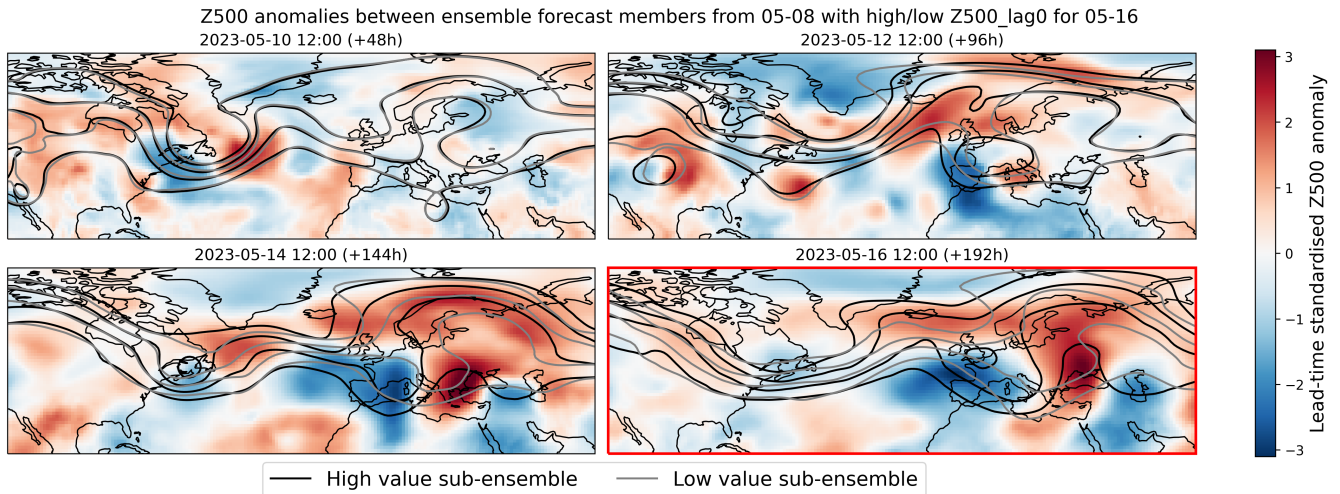 Z500 anomalies between ensemble forecast members from 05-08 with high/low Z500_lag0 for 05-16
2023-05-10 12:00 (+48h)
2023-05-12 12:00 (+96h)
2023-05-14 12:00 (+144h)
2023-05-16 12:00 (+192h)
3
2
1
0
−1
−2
−3
Lead-time standardised Z500 anomaly
High value sub-ensemble
Low value sub-ensemble